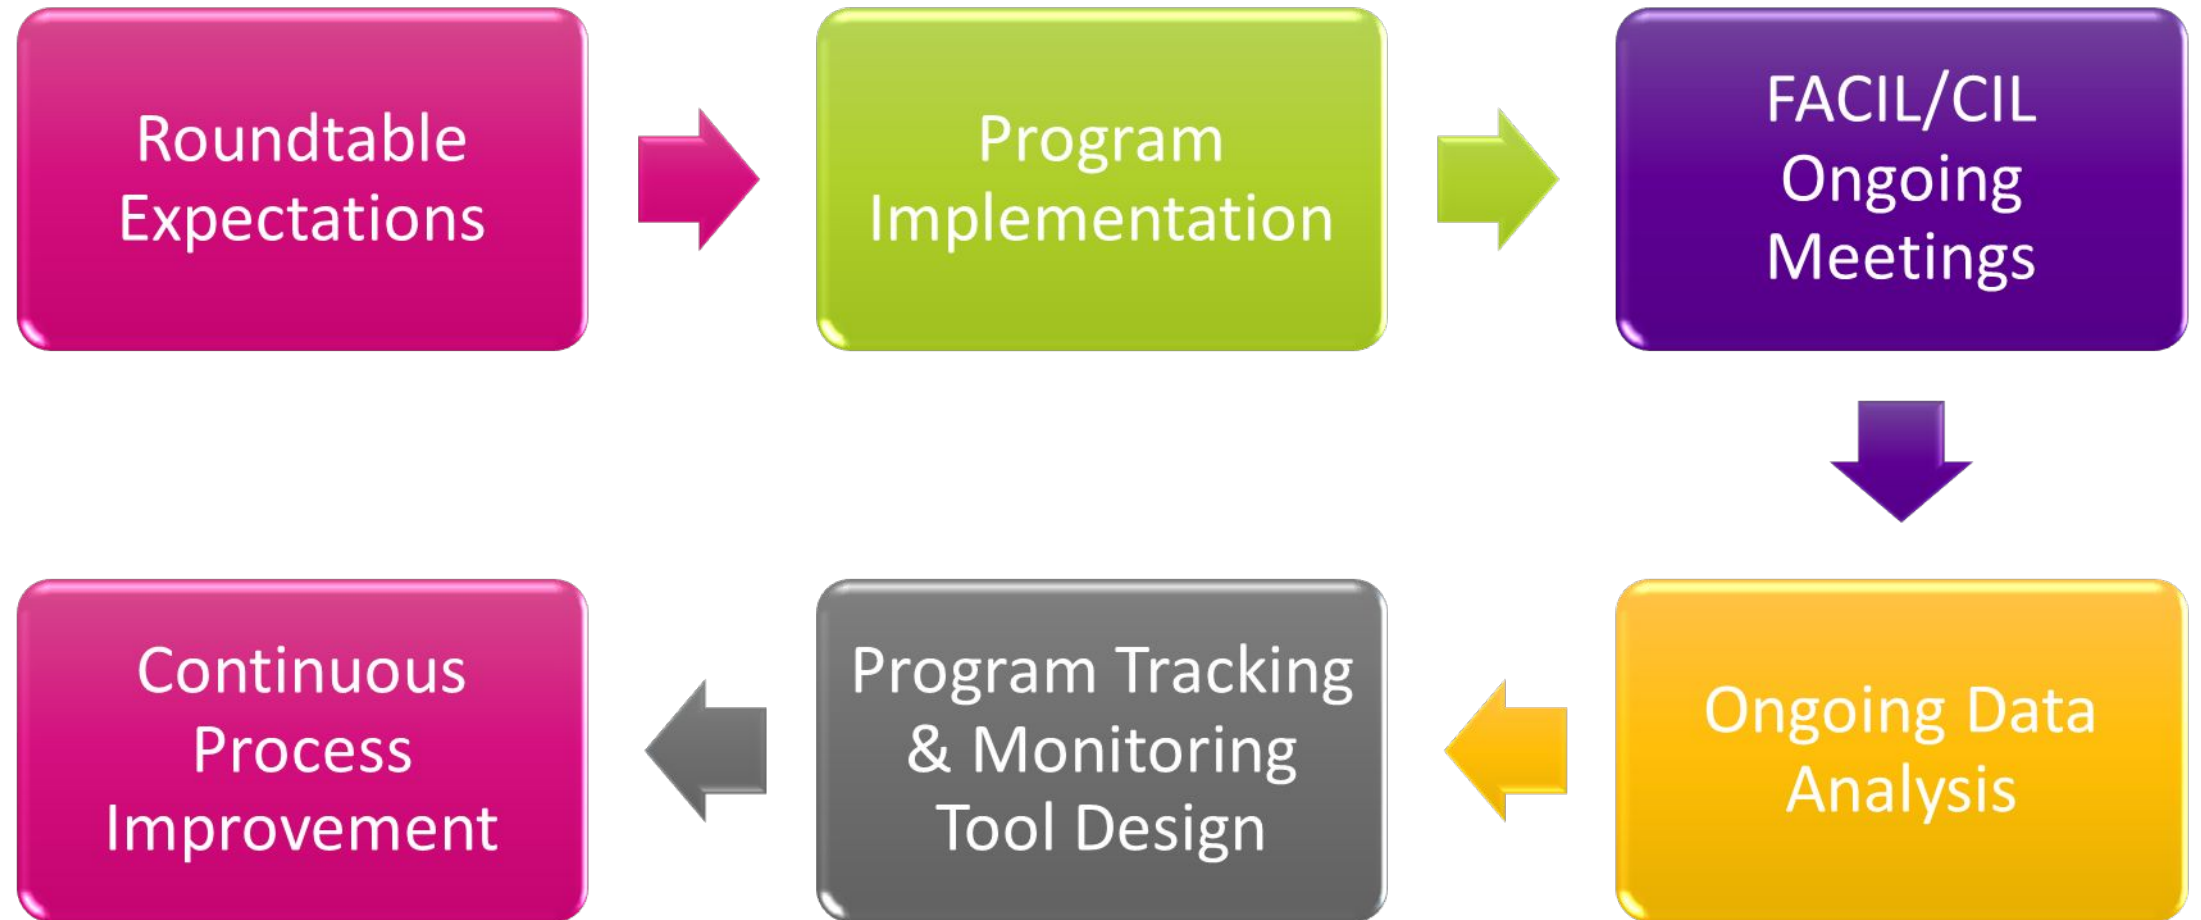 Roundtable
Expectations
Program
Implementation
FACIL/CIL
Ongoing
Meetings
Ongoing Data
Analysis
Program Tracking
& Monitoring
Tool Design
Continuous
Process
Improvement